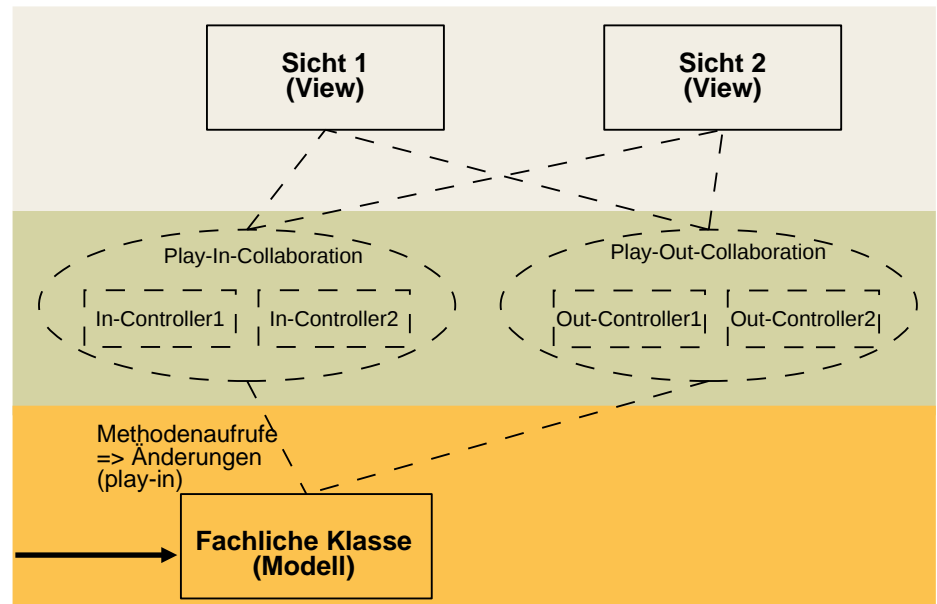 Sicht 1
(View)
Sicht 2
(View)
Play-In-Collaboration
Play-Out-Collaboration
In-Controller1
In-Controller2
Out-Controller1
Out-Controller2
Methodenaufrufe
=> Änderungen
(play-in)
Fachliche Klasse
(Modell)